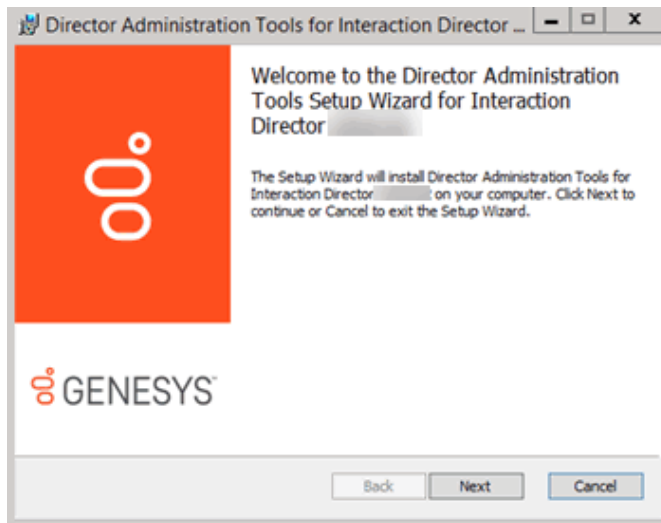 Director Administration Tools for Interaction Director ...
Welcome to the Director Administration
Tools Setup Wizard for Interaction
Director
The Setup Wizard will install Director Administration Tools for
Interaction Director on your computer. Click Next to
continue or Cancel to exit the Setup Wizard.
GENESYS™
Back Next Cancel